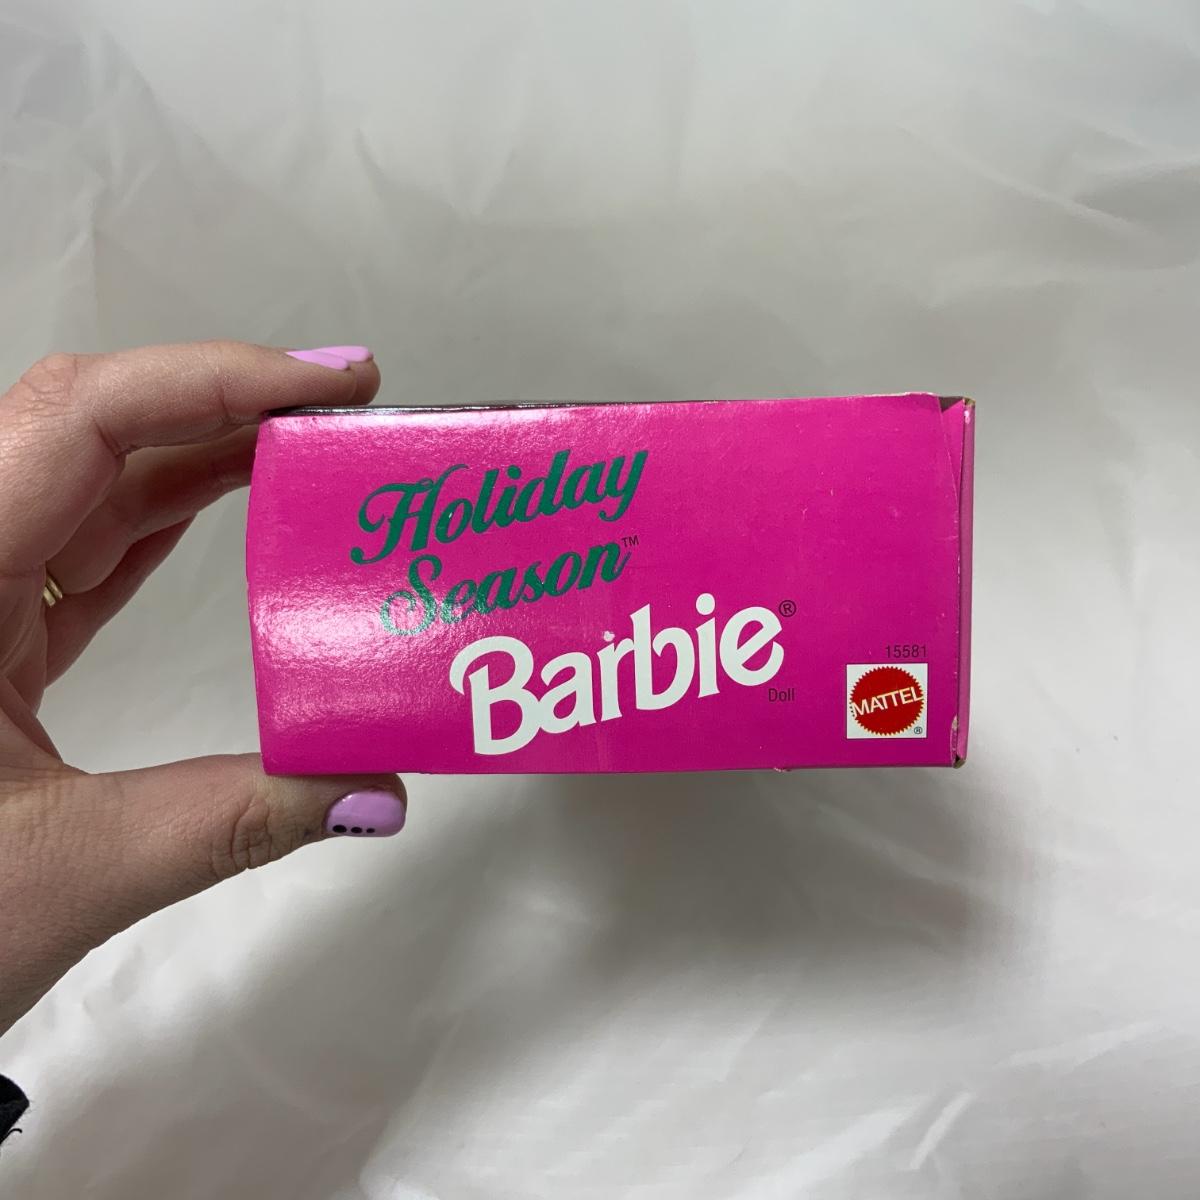 Holiday
Season™
Barbie®
Doll
15581
MATTEL®